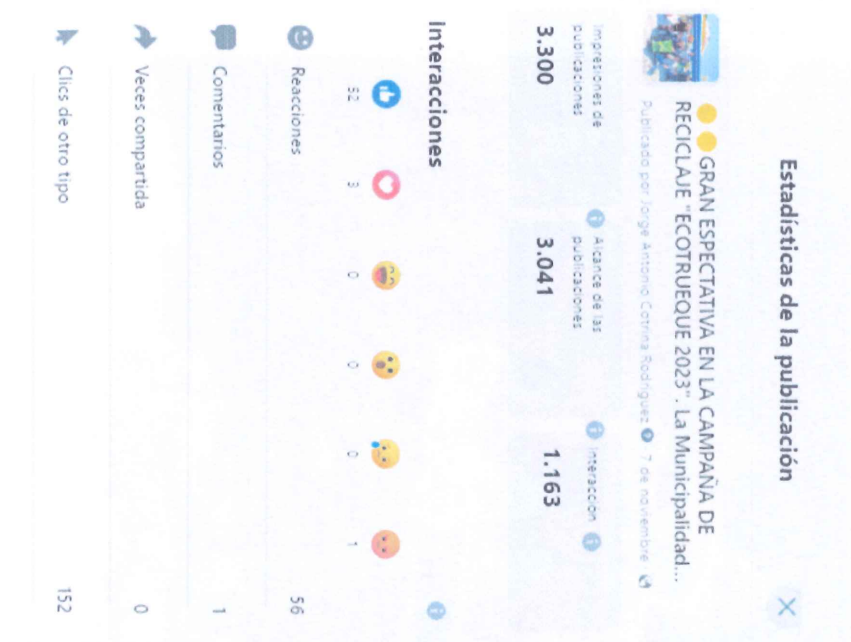 Estadísticas de la publicación
GRAN ESPECTATIVA EN LA CAMPAÑA DE
RECICLAJE "ECOTRUEQUE 2023". La Municipalidad...
Publicado por Jorge Antonio Cotrina Rodríguez 7 de noviembre
Impresiones de
publicaciones
3.300
Alcance de las
publicaciones
3.041
Interacción
1.163
Interacciones
52 3 0 0 0 1
Reacciones 56
Comentarios 1
Veces compartida 0
Clics de otro tipo 152